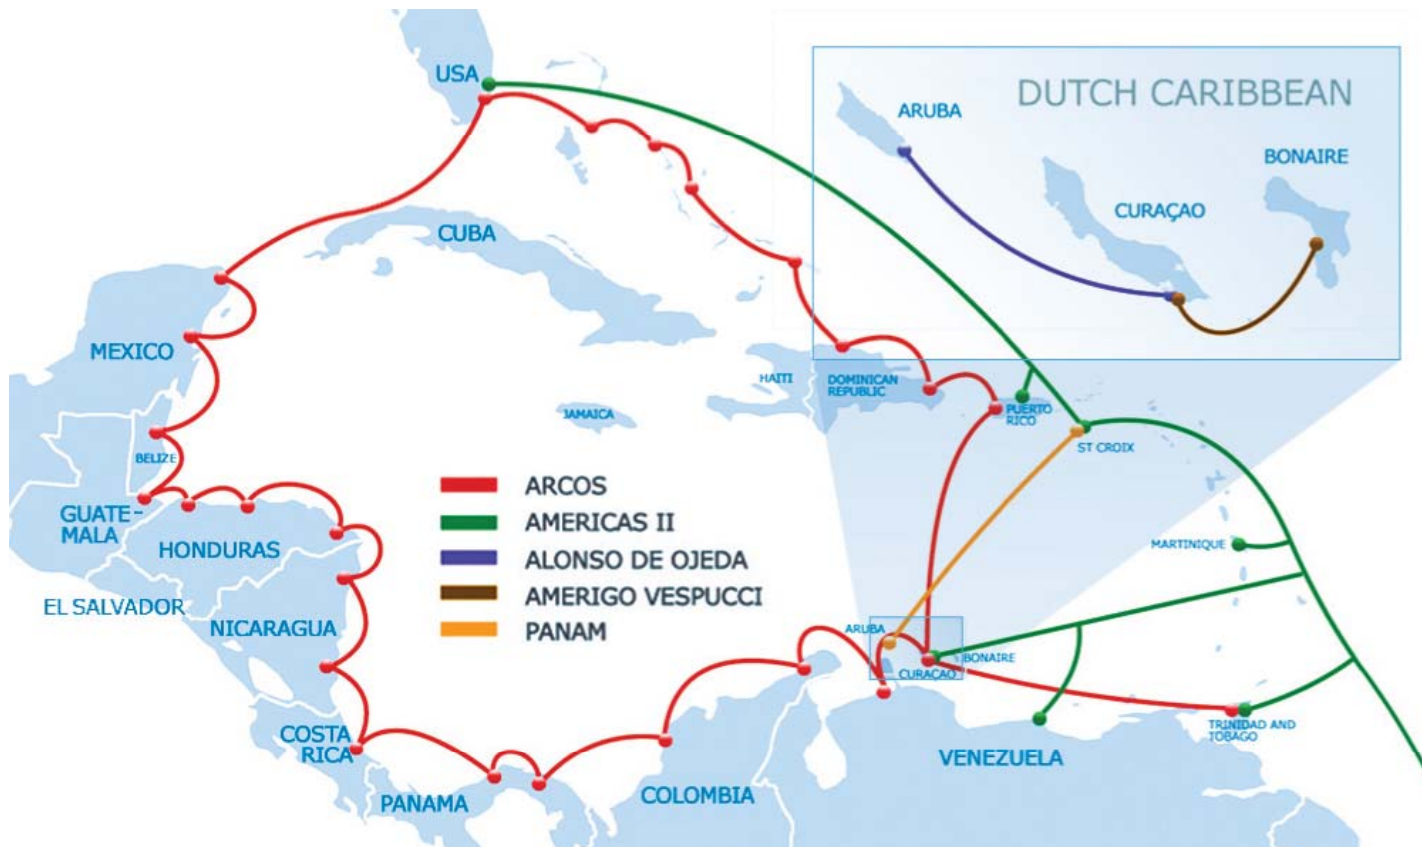 USA
DUTCH CARIBBEAN
ARUBA
BONAIRE
CURAÇAO
CUBA
MEXICO
HAITI
DOMINICAN
REPUBLIC
JAMAICA
PUERTO
RICO
ST CROIX
BELIZE
ARCOS
AMERICAS II
ALONSO DE OJEDA
AMERIGO VESPUCCI
PANAM
GUATE-
MALA
HONDURAS
MARTINIQUE
EL SALVADOR
NICARAGUA
ARUBA
BONAIRE
CURAÇAO
COSTA
RICA
TRINIDAD AND
TOBAGO
VENEZUELA
PANAMA
COLOMBIA